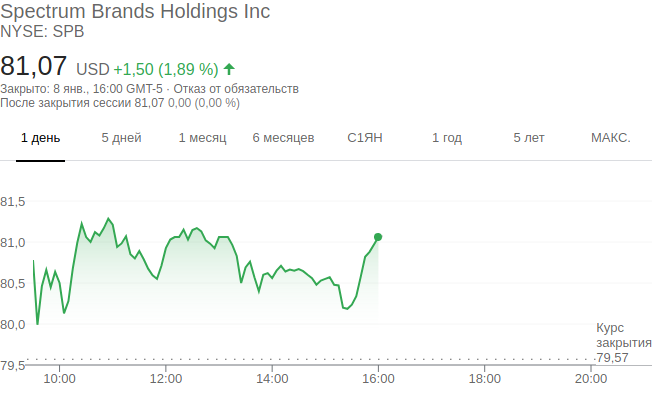 Spectrum Brands Holdings Inc
NYSE: SPB
81,07 USD +1,50 (1,89 %)
Закрыто: 8 янв., 16:00 GMT-5 · Отказ от обязательств
После закрытия сессии 81,07 0,00 (0,00 %)
1 день 5 дней 1 месяц 6 месяцев С1ЯН 1 год 5 лет МАКС.
81,5
81,0
80,5
80,0
Курс
закрытия
79,57
79,5
10:00 12:00 14:00 16:00 18:00 20:00